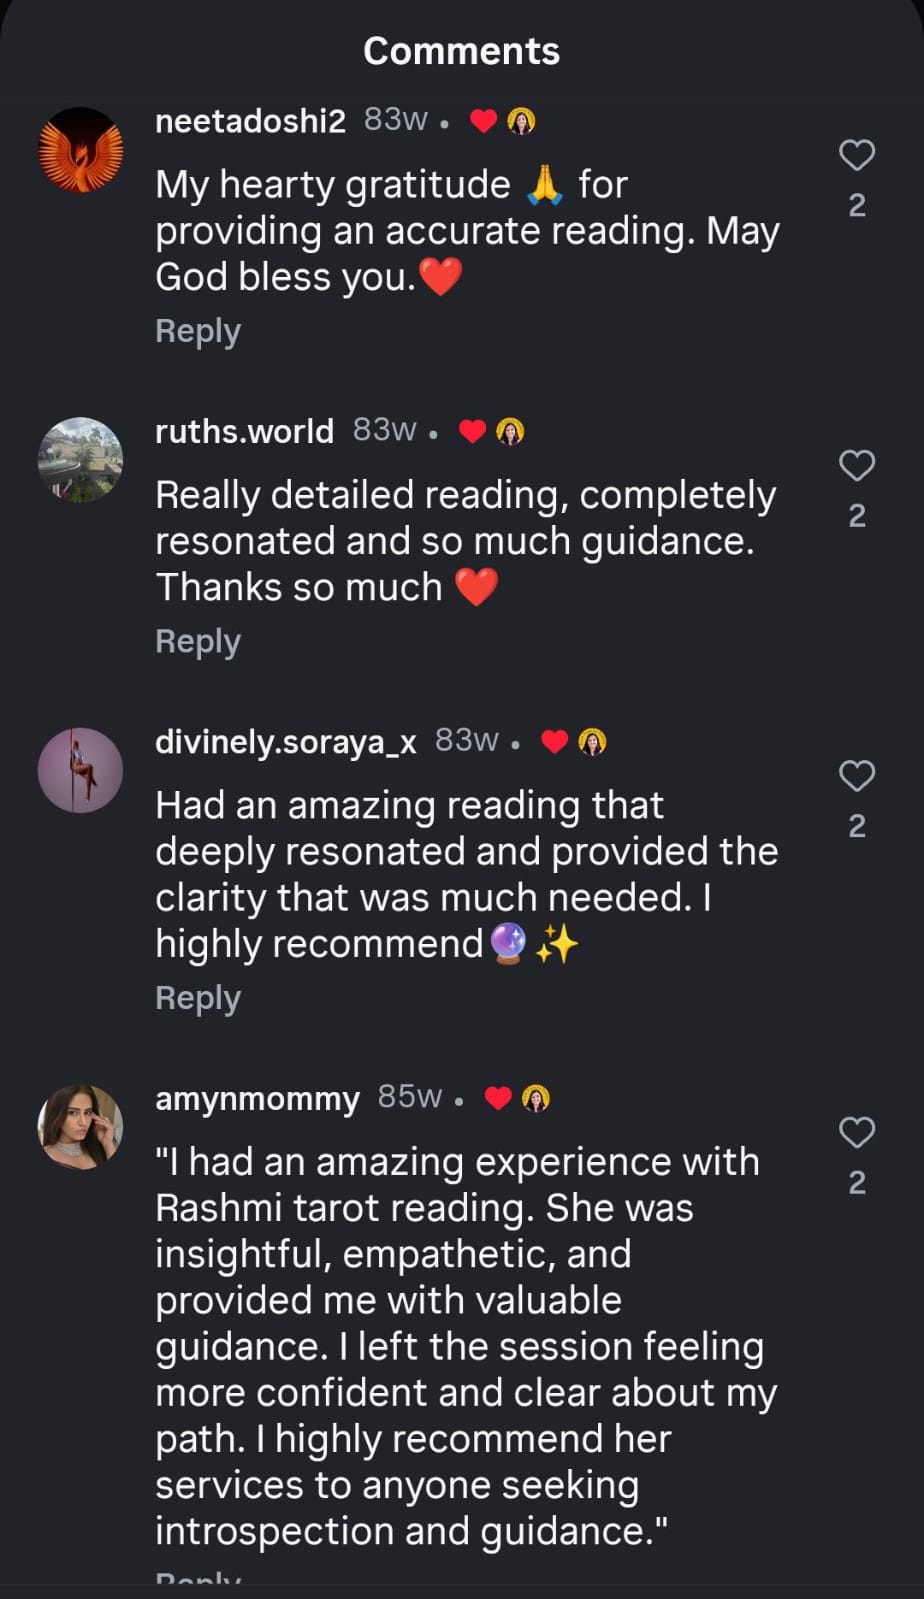 Comments
neetadoshi2 83w • ❤️
My hearty gratitude 🙏 for
providing an accurate reading. May
God bless you.❤️
2
Reply
ruths.world 83w • ❤️
Really detailed reading, completely
resonated and so much guidance.
Thanks so much ❤️
2
Reply
divinely.soraya_x 83w • ❤️
Had an amazing reading that
deeply resonated and provided the
clarity that was much needed. I
highly recommend🔮✨
2
Reply
amynmommy 85w • ❤️
"I had an amazing experience with
Rashmi tarot reading. She was
insightful, empathetic, and
provided me with valuable
guidance. I left the session feeling
more confident and clear about my
path. I highly recommend her
services to anyone seeking
introspection and guidance."
2
Reply